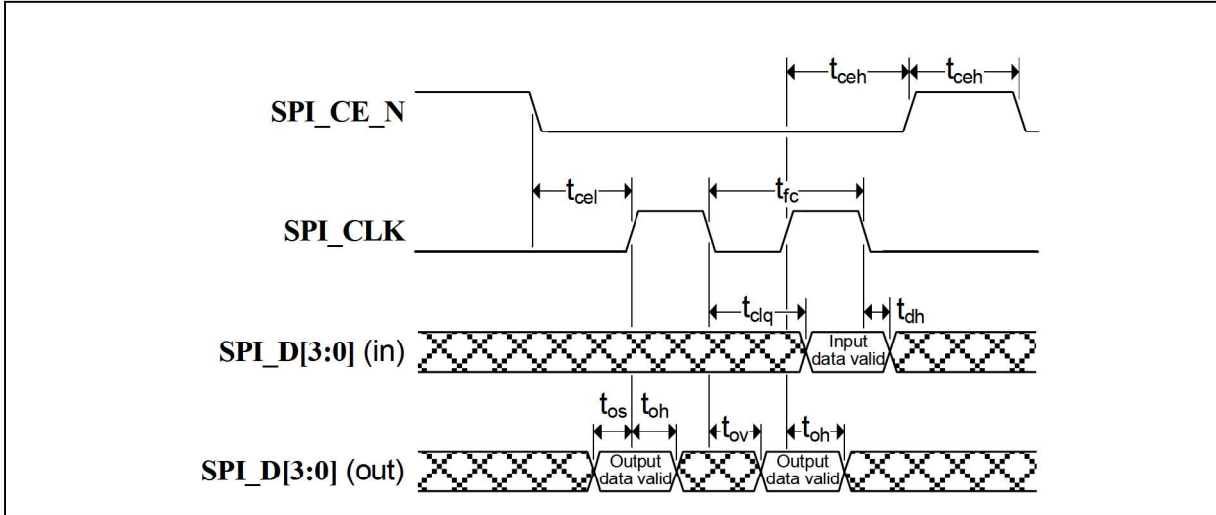 t_ceh t_ceh
SPI_CE_N
t_cel t_fc
SPI_CLK
t_clq t_dh
SPI_D[3:0] (in)
Input
data valid
t_os t_oh t_ov t_oh
SPI_D[3:0] (out)
Output
data valid
Output
data valid